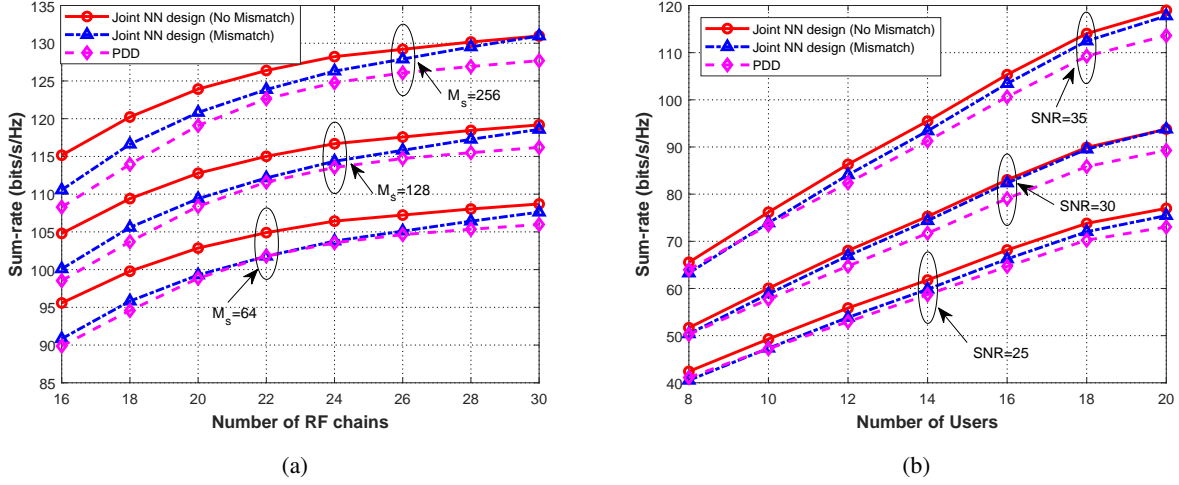 Joint NN design (No Mismatch)
Joint NN design (Mismatch)
PDD
135
130
125
120
115
110
105
100
95
90
85
Sum-rate (bits/s/Hz)
M_s=256
M_s=128
M_s=64
16 18 20 22 24 26 28 30
Number of RF chains
(a)
Joint NN design (No Mismatch)
Joint NN design (Mismatch)
PDD
120
110
100
90
80
70
60
50
40
Sum-rate (bits/s/Hz)
SNR=35
SNR=30
SNR=25
8 10 12 14 16 18 20
Number of Users
(b)